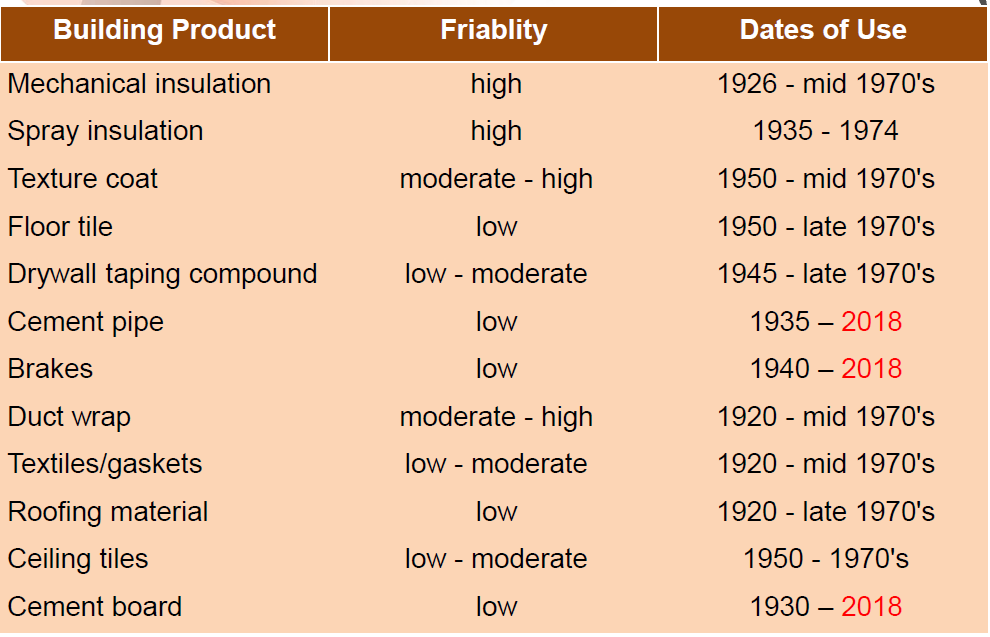 Building Product Friablity Dates of Use
Mechanical insulation high 1926 - mid 1970's
Spray insulation high 1935 - 1974
Texture coat moderate - high 1950 - mid 1970's
Floor tile low 1950 - late 1970's
Drywall taping compound low - moderate 1945 - late 1970's
Cement pipe low 1935 – 2018
Brakes low 1940 – 2018
Duct wrap moderate - high 1920 - mid 1970's
Textiles/gaskets low - moderate 1920 - mid 1970's
Roofing material low 1920 - late 1970's
Ceiling tiles low - moderate 1950 - 1970's
Cement board low 1930 – 2018